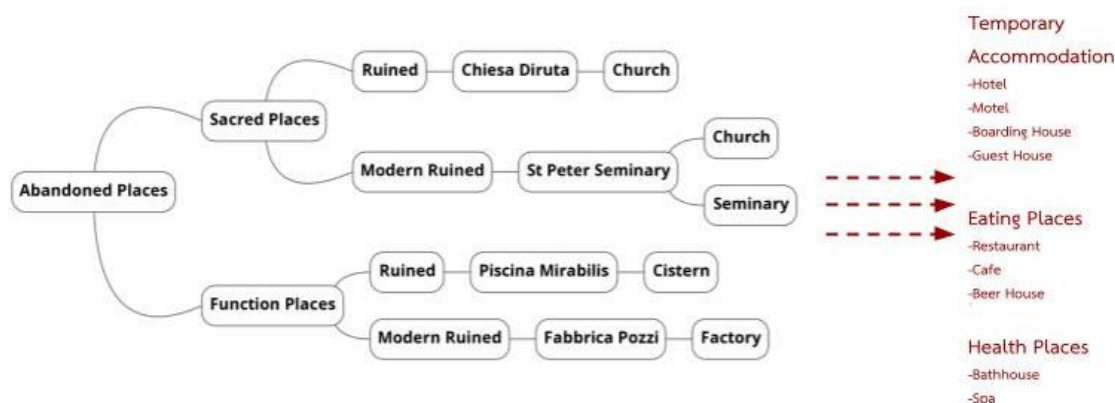 Abandoned Places
Sacred Places
Ruined
Chiesa Diruta
Church
Modern Ruined
St Peter Seminary
Church
Seminary
Function Places
Ruined
Piscina Mirabilis
Cistern
Modern Ruined
Fabbrica Pozzi
Factory
Temporary
Accommodation
-Hotel
-Motel
-Boarding House
-Guest House
Eating Places
-Restaurant
-Cafe
-Beer House
Health Places
-Bathhouse
-Spa